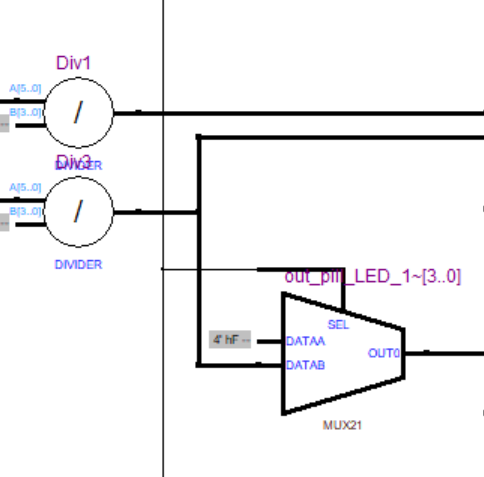 Div1
A[5..0]
B[3..0]
/
DIVIDER
Div3
A[5..0]
B[3..0]
/
DIVIDER
out_pin_LED_1~[3..0]
SEL
4' hF --
DATAA
OUT0
DATAB
MUX21